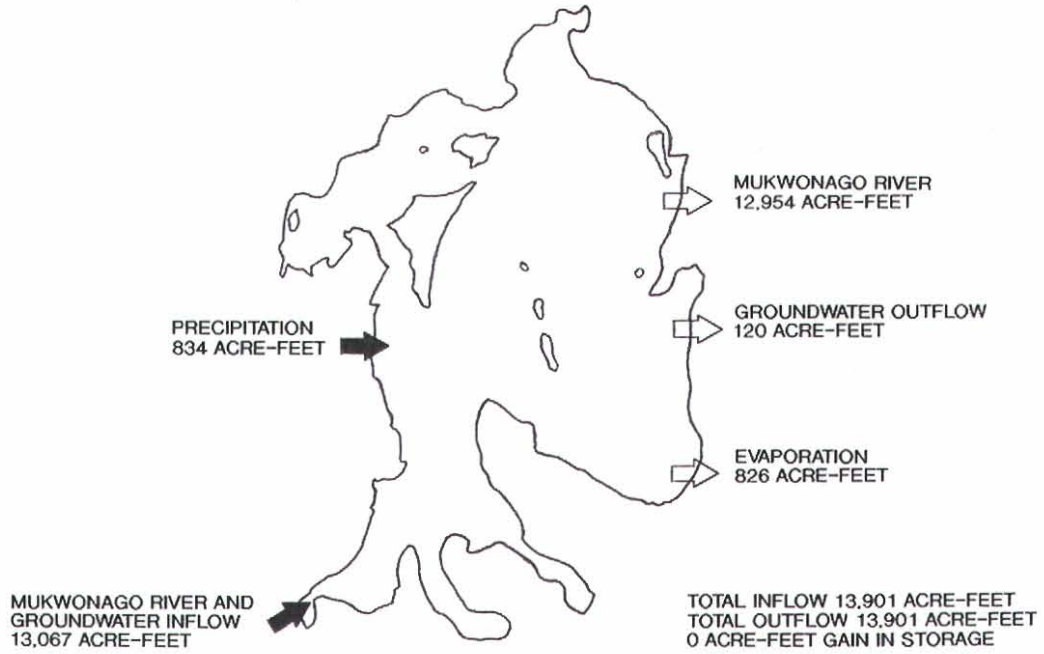 MUKWONAGO RIVER
12,954 ACRE-FEET
PRECIPITATION
834 ACRE-FEET
GROUNDWATER OUTFLOW
120 ACRE-FEET
EVAPORATION
826 ACRE-FEET
MUKWONAGO RIVER AND
GROUNDWATER INFLOW
13,067 ACRE-FEET
TOTAL INFLOW 13,901 ACRE-FEET
TOTAL OUTFLOW 13,901 ACRE-FEET
0 ACRE-FEET GAIN IN STORAGE